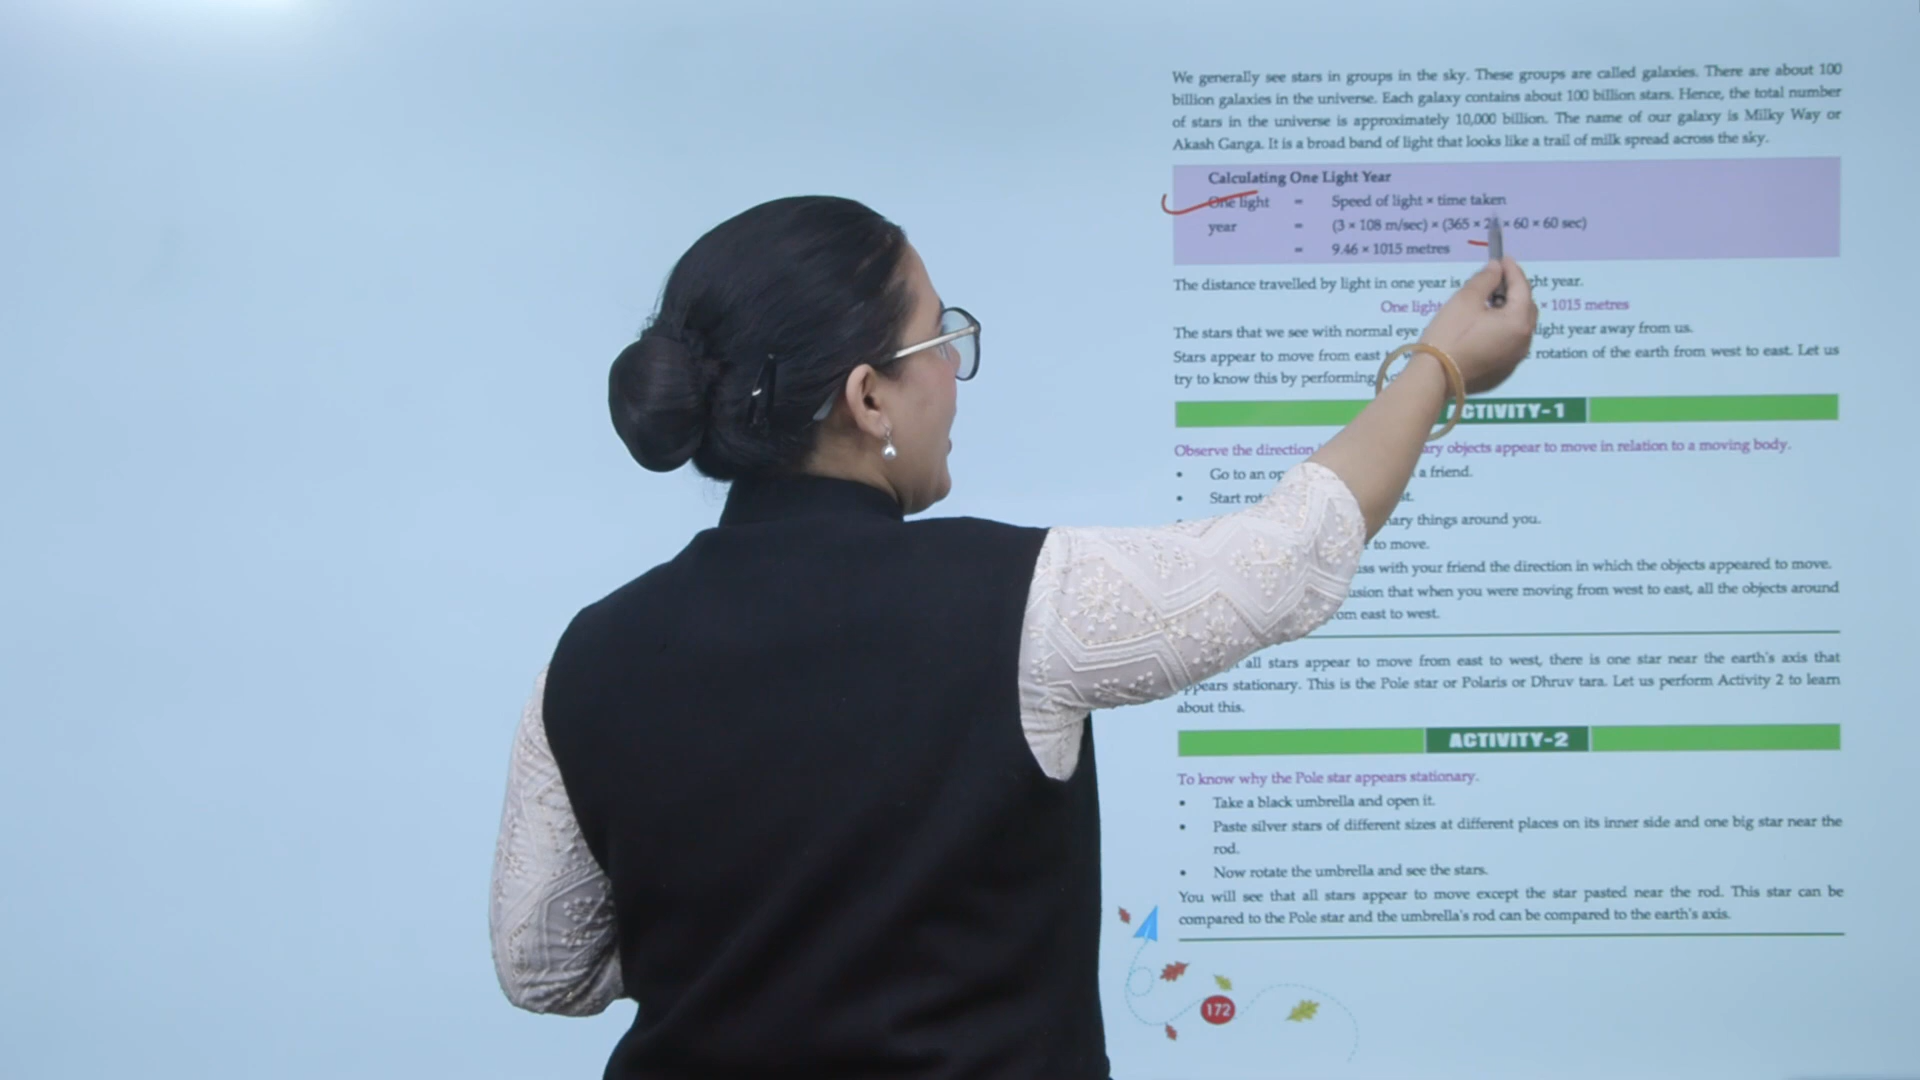 We generally see stars in groups in the sky. These groups are called galaxies. There are about 100
billion galaxies in the universe. Each galaxy contains about 100 billion stars. Hence, the total number
of stars in the universe is approximately 10,000 billion. The name of our galaxy is Milky Way or
Akash Ganga. It is a broad band of light that looks like a trail of milk spread across the sky.
Calculating One Light Year
One light = Speed of light × time taken
year = (3 × 108 m/sec) × (365 × 24 × 60 × 60 sec)
= 9.46 × 1015 metres
The distance travelled by light in one year is year.
One light × 1015 metres
The stars that we see with normal eye light year away from us.
Stars appear to move from east rotation of the earth from west to east. Let us
try to know this by performing
ACTIVITY-1
Observe the direction objects appear to move in relation to a moving body.
• Go to an a friend.
• Start
things around you.
to move.
with your friend the direction in which the objects appeared to move.
that when you were moving from west to east, all the objects around
east to west.
all stars appear to move from east to west, there is one star near the earth's axis that
appears stationary. This is the Pole star or Polaris or Dhruv tara. Let us perform Activity 2 to learn
about this.
ACTIVITY-2
To know why the Pole star appears stationary.
• Take a black umbrella and open it.
• Paste silver stars of different sizes at different places on its inner side and one big star near the
rod.
• Now rotate the umbrella and see the stars.
You will see that all stars appear to move except the star pasted near the rod. This star can be
compared to the Pole star and the umbrella's rod can be compared to the earth's axis.
172